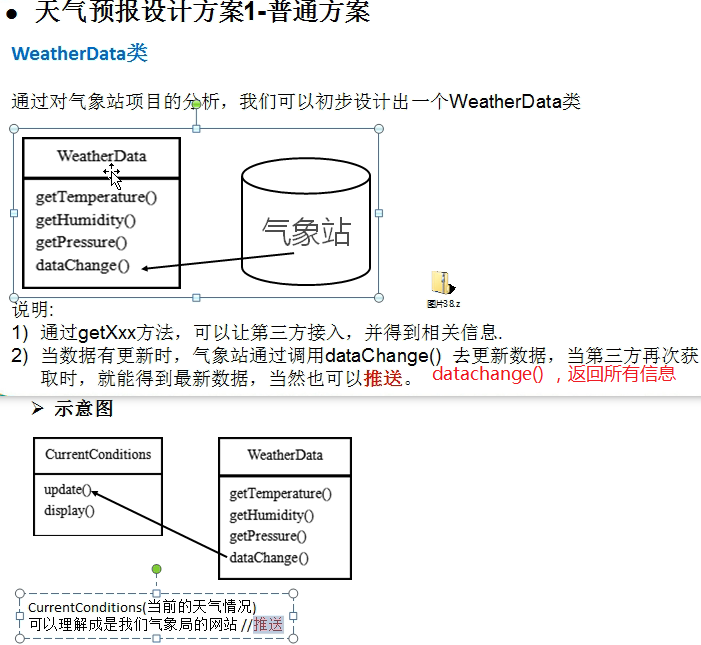 ● 天气预报设计方案1-普通方案
WeatherData类
通过对气象站项目的分析，我们可以初步设计出一个WeatherData类
WeatherData
getTemperature()
getHumidity()
getPressure()
dataChange()
气象站
图片38.z
说明:
1) 通过getXxx方法，可以让第三方接入，并得到相关信息.
2) 当数据有更新时，气象站通过调用dataChange() 去更新数据，当第三方再次获
取时，就能得到最新数据，当然也可以推送。 datachange() ，返回所有信息
➢ 示意图
CurrentConditions
update()
display()
WeatherData
getTemperature()
getHumidity()
getPressure()
dataChange()
CurrentConditions(当前的天气情况)
可以理解成是我们气象局的网站 //推送